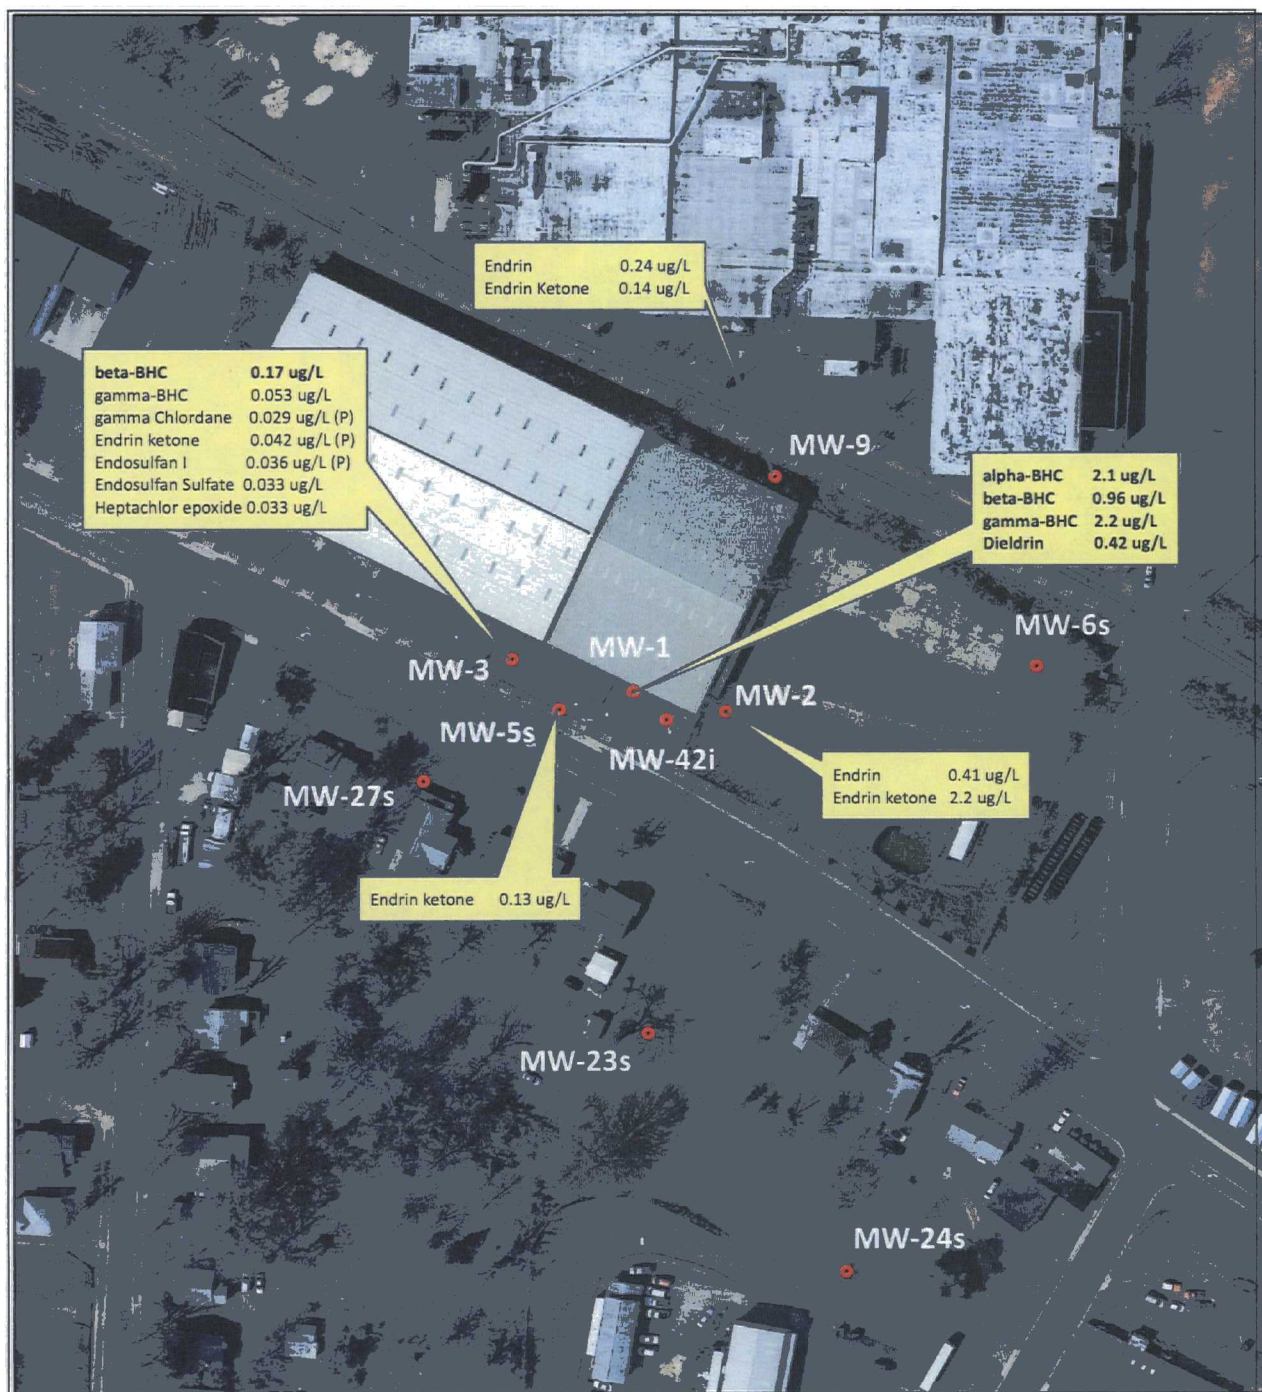 Endrin 0.24 ug/L
Endrin Ketone 0.14 ug/L
beta-BHC 0.17 ug/L
gamma-BHC 0.053 ug/L
gamma Chlordane 0.029 ug/L (P)
Endrin ketone 0.042 ug/L (P)
Endosulfan I 0.036 ug/L (P)
Endosulfan Sulfate 0.033 ug/L
Heptachlor epoxide 0.033 ug/L
MW-9
alpha-BHC 2.1 ug/L
beta-BHC 0.96 ug/L
gamma-BHC 2.2 ug/L
Dieldrin 0.42 ug/L
MW-6s
MW-1
MW-3
MW-2
MW-5s
MW-42i
Endrin 0.41 ug/L
Endrin ketone 2.2 ug/L
MW-27s
Endrin ketone 0.13 ug/L
MW-23s
MW-24s